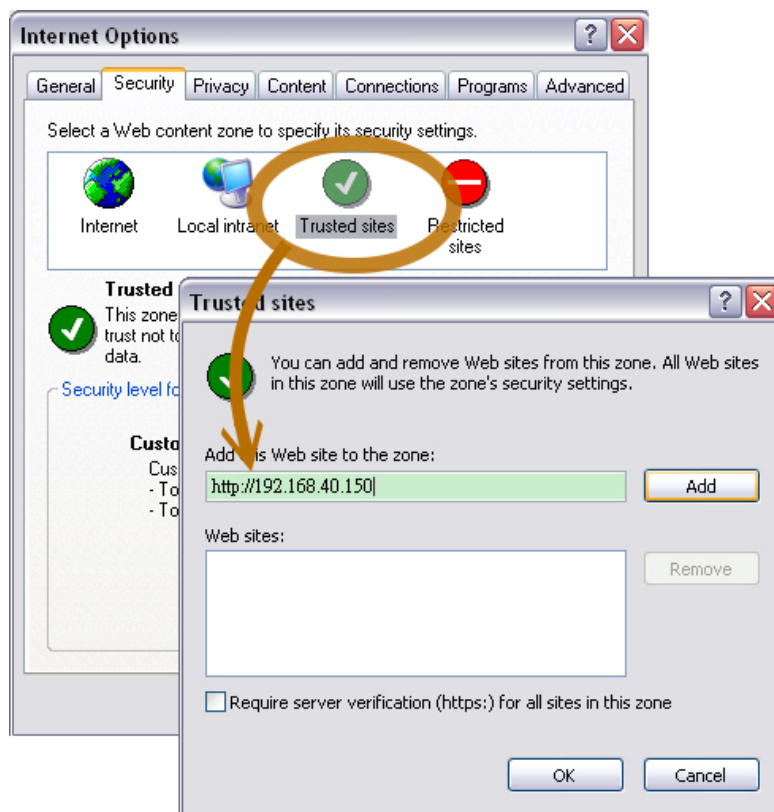 Internet Options
General Security Privacy Content Connections Programs Advanced
Select a Web content zone to specify its security settings.
Internet Local intranet Trusted sites Restricted sites
Trusted
This zone
trust not to
data.
Security level fo
Custo
Cus
- To
- To
Trusted sites
You can add and remove Web sites from this zone. All Web sites
in this zone will use the zone's security settings.
Add this Web site to the zone:
http://192.168.40.150
Add
Web sites:
Remove
Require server verification (https:) for all sites in this zone
OK Cancel